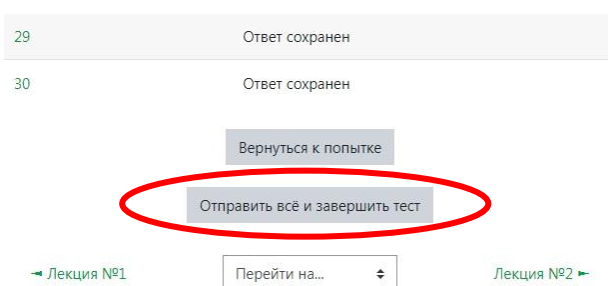 29 Ответ сохранен
30 Ответ сохранен
Вернуться к попытке
Отправить всё и завершить тест
Лекция №1 Перейти на... Лекция №2